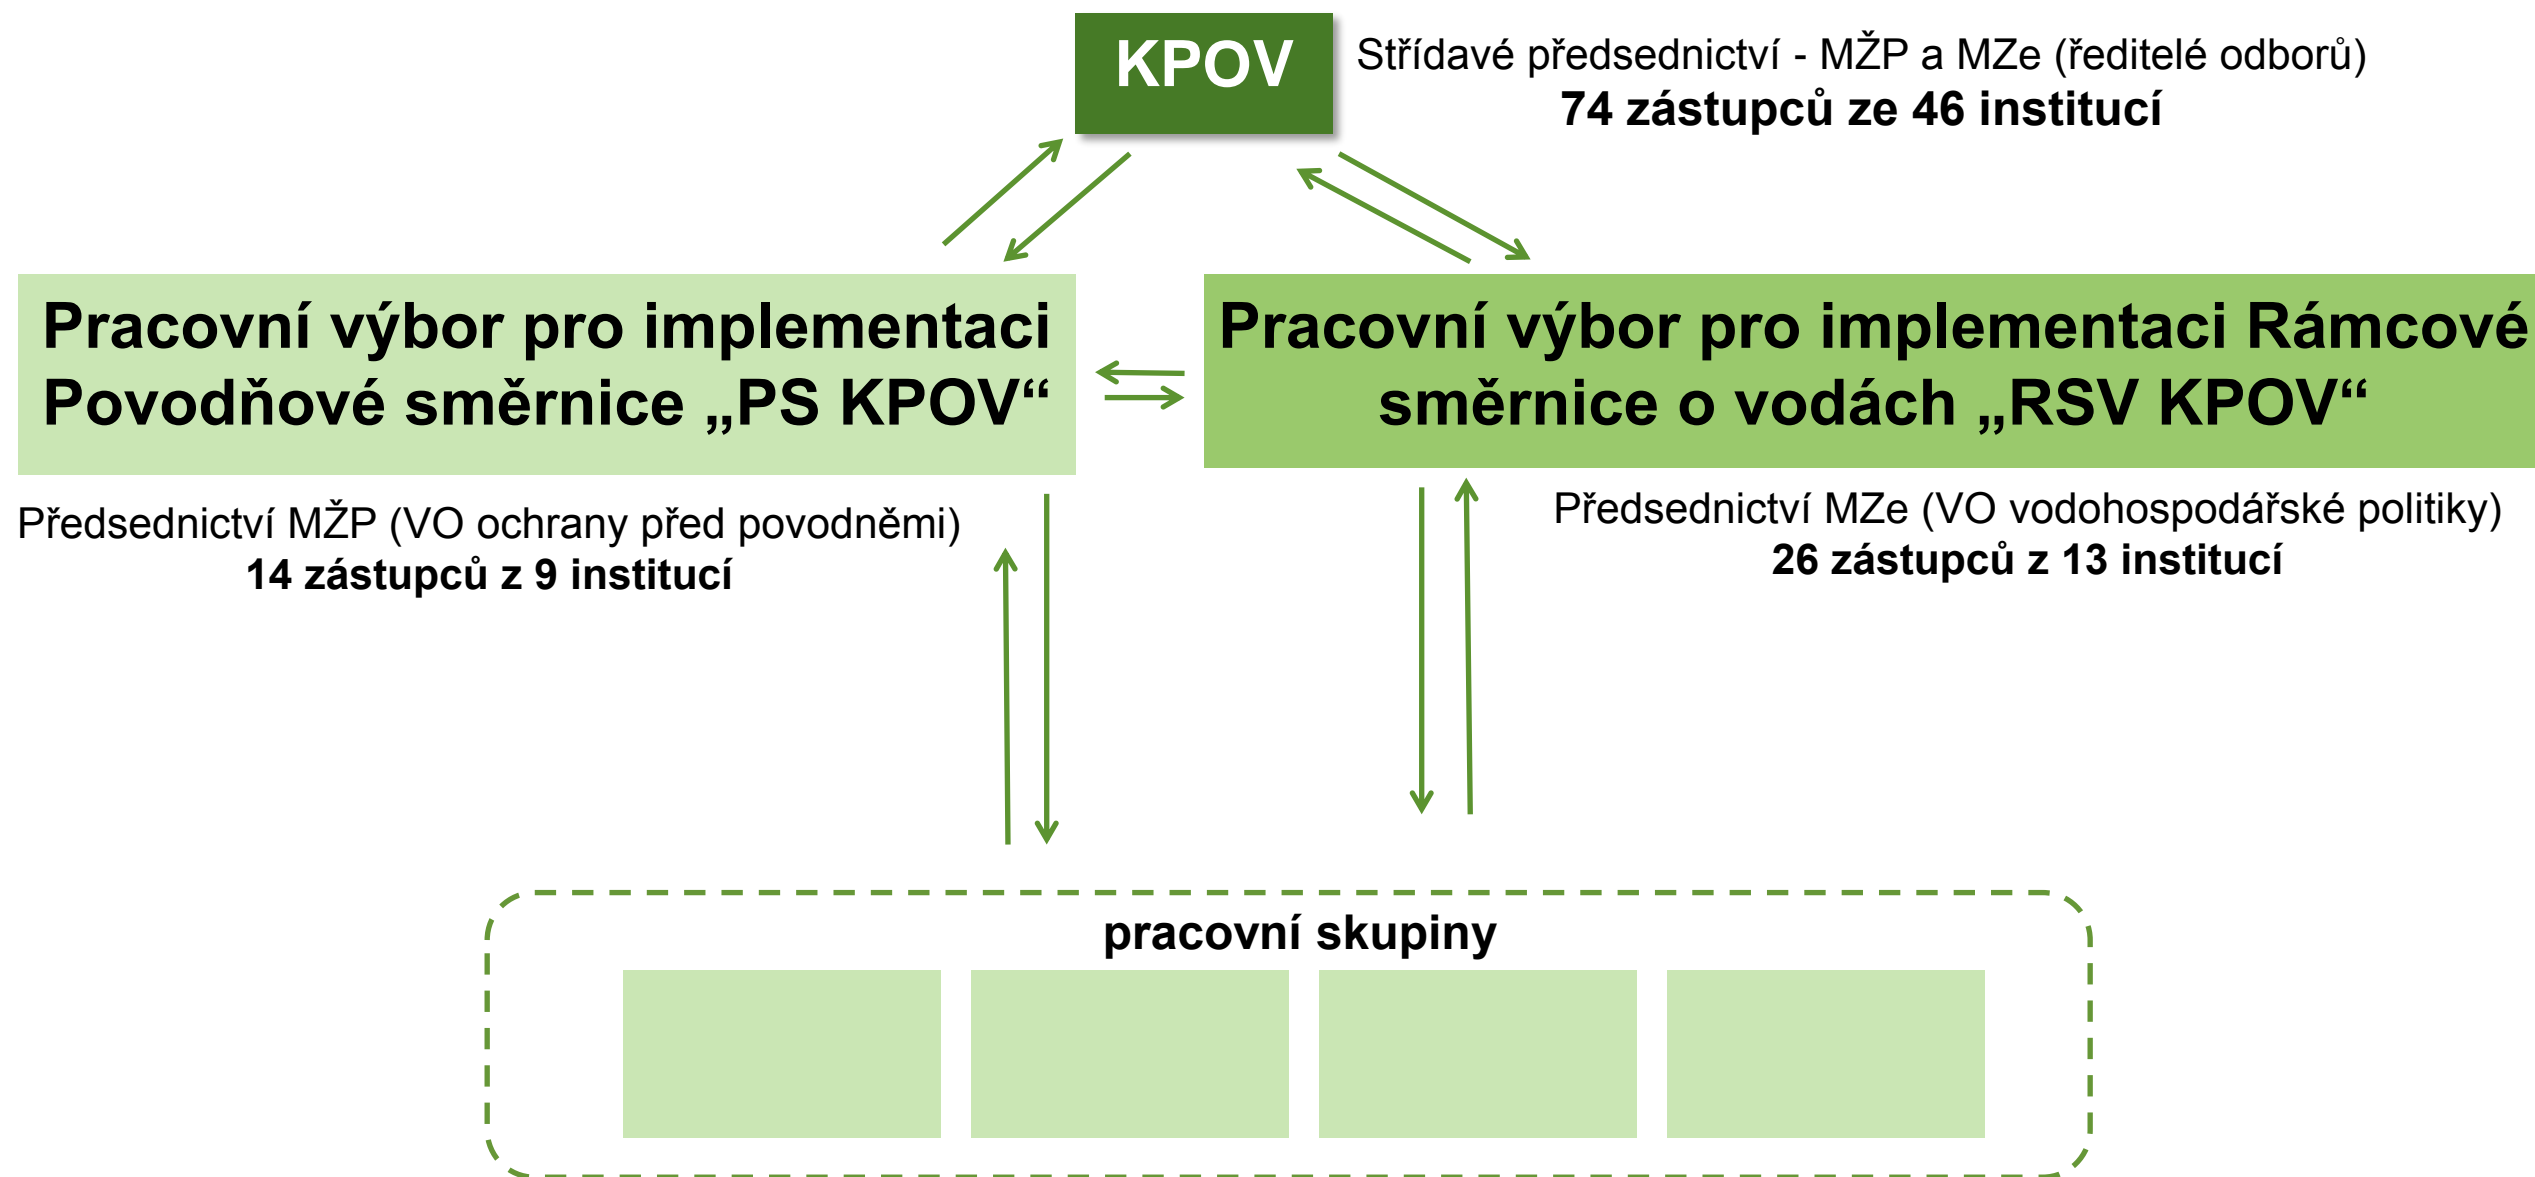 KPOV
Střídavé předsednictví - MŽP a MZe (ředitelé odborů)
74 zástupců ze 46 institucí
Pracovní výbor pro implementaci
Povodňové směrnice „PS KPOV“
Pracovní výbor pro implementaci Rámcové
směrnice o vodách „RSV KPOV“
Předsednictví MŽP (VO ochrany před povodněmi)
14 zástupců z 9 institucí
Předsednictví MZe (VO vodohospodářské politiky)
26 zástupců z 13 institucí
pracovní skupiny